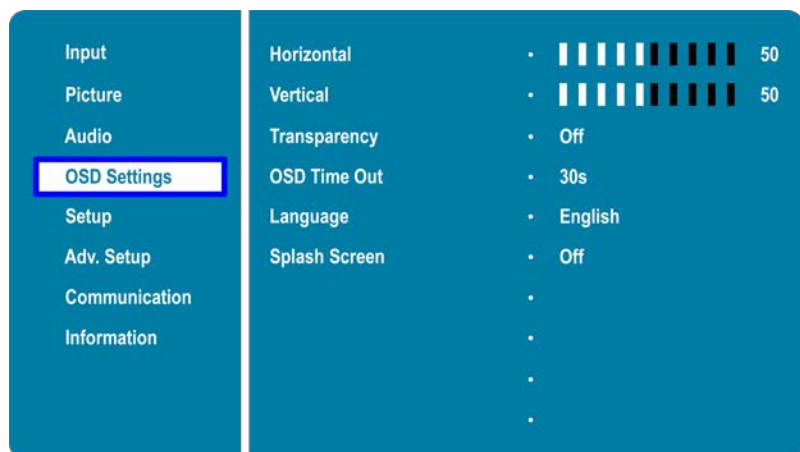 Input
Picture
Audio
OSD Settings
Setup
Adv. Setup
Communication
Information
Horizontal · 50
Vertical · 50
Transparency · Off
OSD Time Out · 30s
Language · English
Splash Screen · Off
·
·
·
·